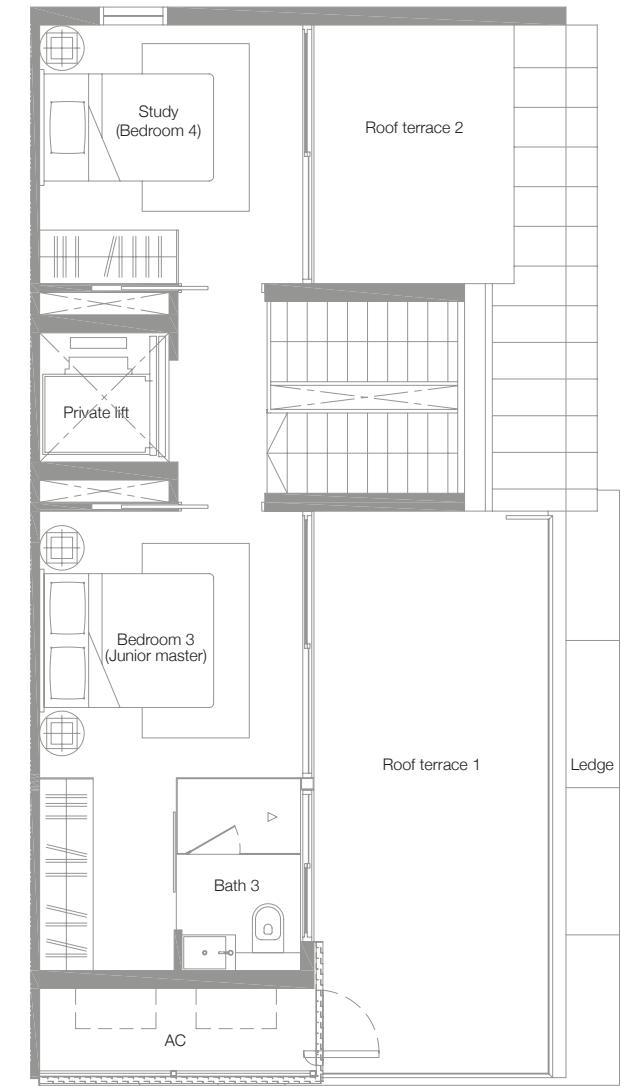 Study
(Bedroom 4)
Roof terrace 2
Private lift
Bedroom 3
(Junior master)
Roof terrace 1
Ledge
Bath 3
AC